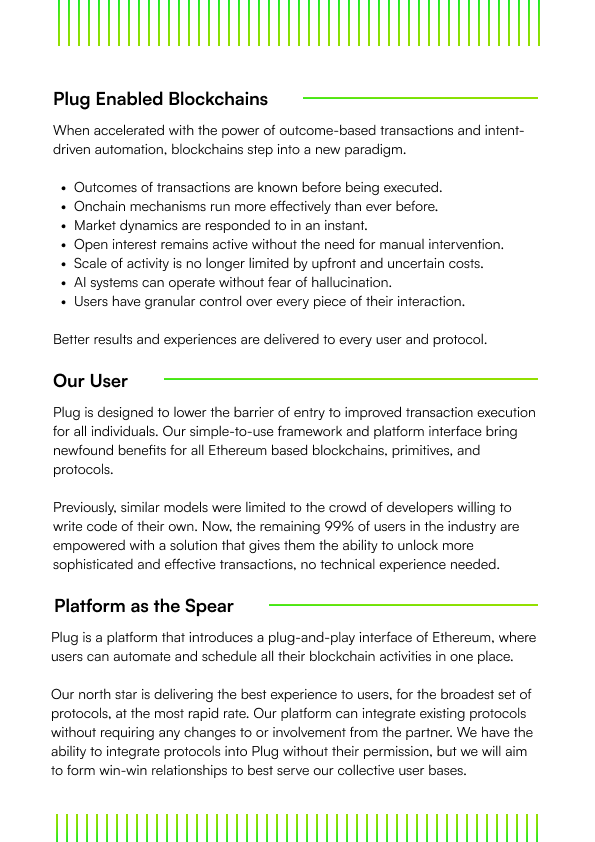 Plug Enabled Blockchains
When accelerated with the power of outcome-based transactions and intent-
driven automation, blockchains step into a new paradigm.
• Outcomes of transactions are known before being executed.
• Onchain mechanisms run more effectively than ever before.
• Market dynamics are responded to in an instant.
• Open interest remains active without the need for manual intervention.
• Scale of activity is no longer limited by upfront and uncertain costs.
• AI systems can operate without fear of hallucination.
• Users have granular control over every piece of their interaction.
Better results and experiences are delivered to every user and protocol.
Our User
Plug is designed to lower the barrier of entry to improved transaction execution
for all individuals. Our simple-to-use framework and platform interface bring
newfound benefits for all Ethereum based blockchains, primitives, and
protocols.
Previously, similar models were limited to the crowd of developers willing to
write code of their own. Now, the remaining 99% of users in the industry are
empowered with a solution that gives them the ability to unlock more
sophisticated and effective transactions, no technical experience needed.
Platform as the Spear
Plug is a platform that introduces a plug-and-play interface of Ethereum, where
users can automate and schedule all their blockchain activities in one place.
Our north star is delivering the best experience to users, for the broadest set of
protocols, at the most rapid rate. Our platform can integrate existing protocols
without requiring any changes to or involvement from the partner. We have the
ability to integrate protocols into Plug without their permission, but we will aim
to form win-win relationships to best serve our collective user bases.